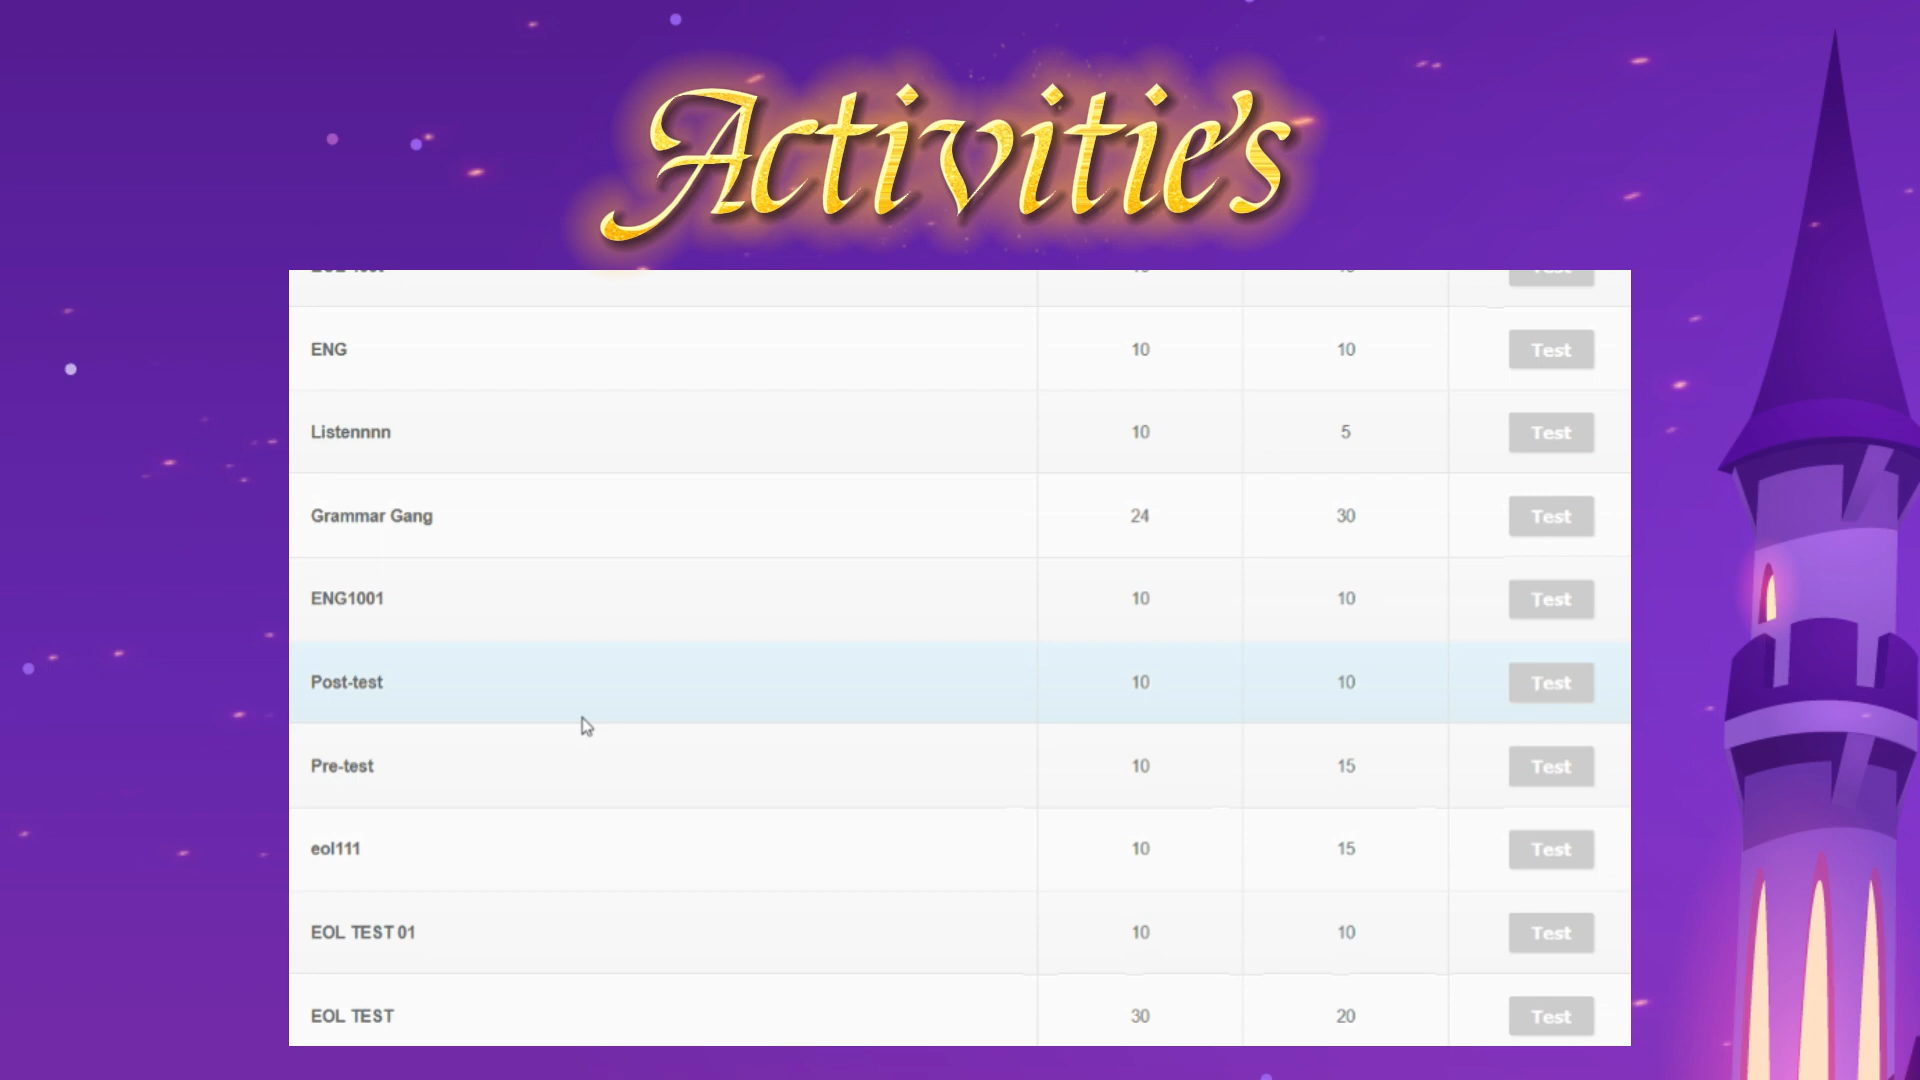 Activitie's
ENG 10 10 Test
Listennnn 10 5 Test
Grammar Gang 24 30 Test
ENG1001 10 10 Test
Post-test 10 10 Test
Pre-test 10 15 Test
eol111 10 15 Test
EOL TEST 01 10 10 Test
EOL TEST 30 20 Test